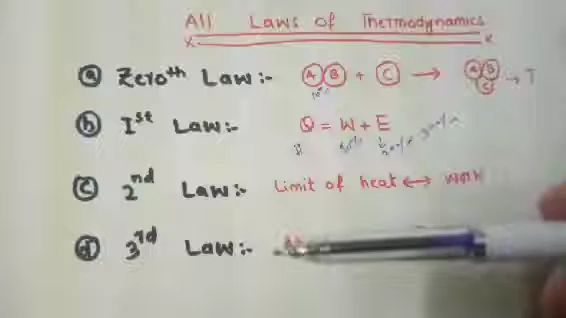 All Laws of Thermodynamics
x x
a Zeroth Law:- A B + C → A B C → T
b Ist Law:- Q = W + E
c 2nd Law:- Limit of heat ↔ work
d 3rd Law:-